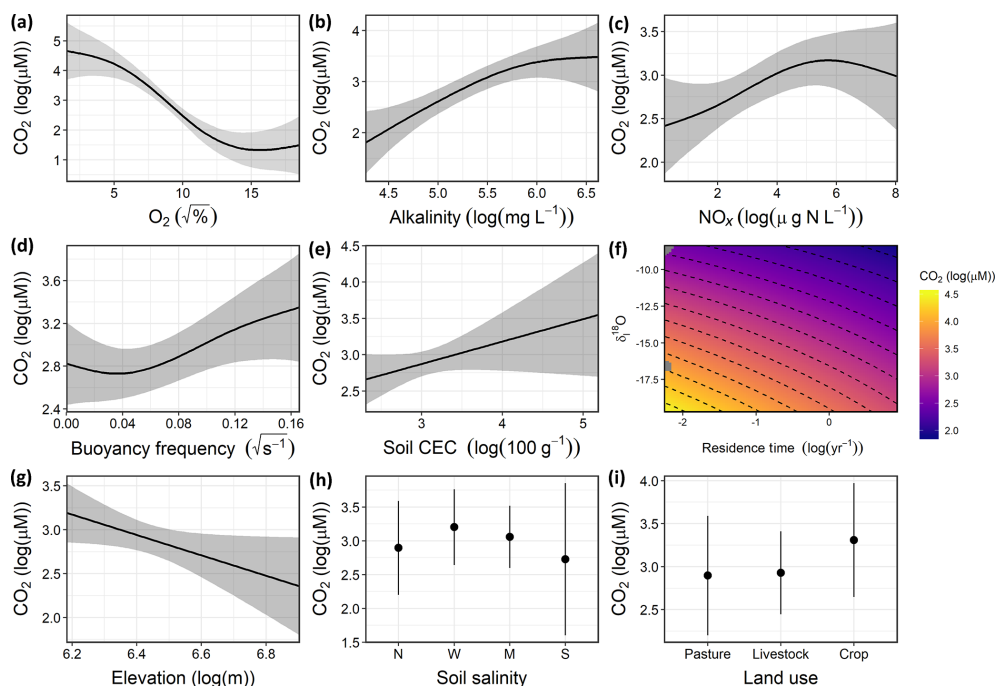 (a)
CO₂ (log(μM))
5
4
3
2
1
5
10
15
O₂ (√%)
(b)
CO₂ (log(μM))
4
3
2
4.5
5.0
5.5
6.0
6.5
Alkalinity (log(mg L⁻¹))
(c)
CO₂ (log(μM))
3.5
3.0
2.5
2.0
2
4
6
8
NOₓ (log(μ g N L⁻¹))
(d)
CO₂ (log(μM))
3.6
3.2
2.8
2.4
0.00
0.04
0.08
0.12
0.16
Buoyancy frequency (√s⁻¹)
(e)
CO₂ (log(μM))
4.5
4.0
3.5
3.0
2.5
3
4
5
Soil CEC (log(100 g⁻¹))
(f)
δₗ¹⁸O
-10.0
-12.5
-15.0
-17.5
-2
-1
0
Residence time (log(yr⁻¹))
CO₂ (log(μM))
4.5
4.0
3.5
3.0
2.5
2.0
(g)
CO₂ (log(μM))
3.5
3.0
2.5
2.0
6.2
6.4
6.6
6.8
Elevation (log(m))
(h)
CO₂ (log(μM))
3.5
3.0
2.5
2.0
1.5
N
W
M
S
Soil salinity
(i)
CO₂ (log(μM))
4.0
3.5
3.0
2.5
Pasture
Livestock
Crop
Land use